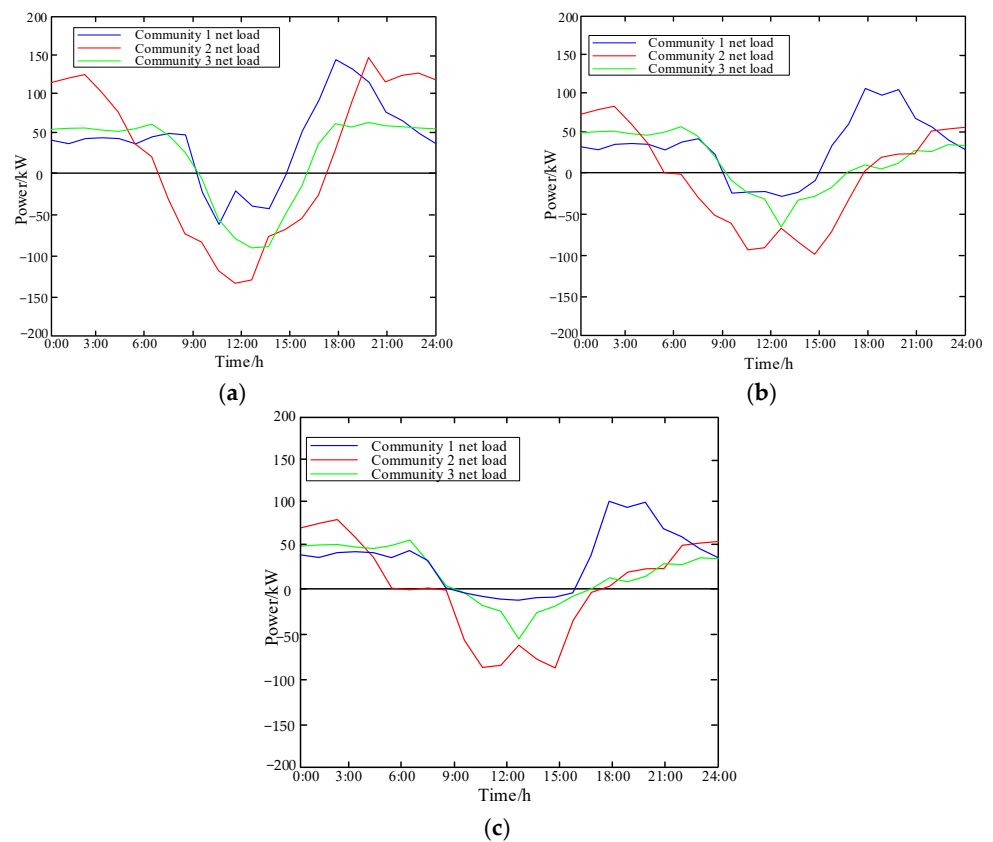 200
150
100
50
0
−50
−100
−150
−200
Power/kW
Community 1 net load
Community 2 net load
Community 3 net load
0:00 3:00 6:00 9:00 12:00 15:00 18:00 21:00 24:00
Time/h
(a)
200
150
100
50
0
−50
−100
−150
−200
Power/kW
Community 1 net load
Community 2 net load
Community 3 net load
0:00 3:00 6:00 9:00 12:00 15:00 18:00 21:00 24:00
Time/h
(b)
200
150
100
50
0
−50
−100
−150
−200
Power/kW
Community 1 net load
Community 2 net load
Community 3 net load
0:00 3:00 6:00 9:00 12:00 15:00 18:00 21:00 24:00
Time/h
(c)